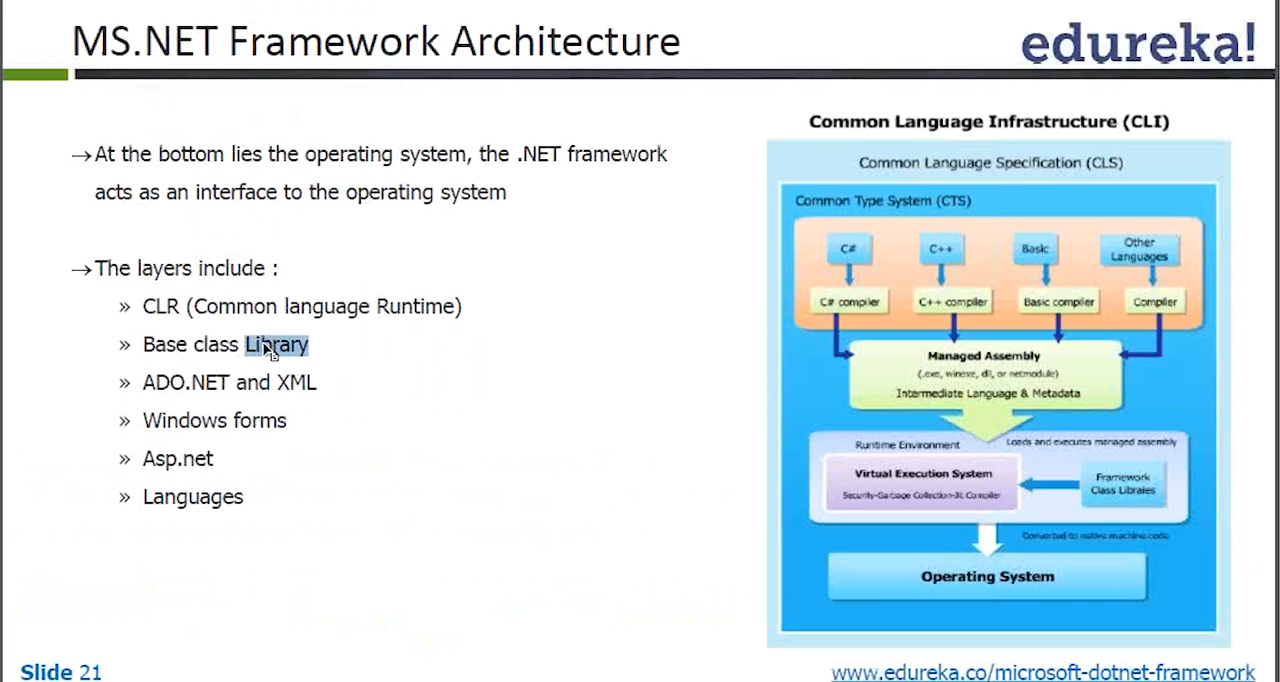 MS.NET Framework Architecture
edureka!
→At the bottom lies the operating system, the .NET framework
acts as an interface to the operating system
→The layers include :
» CLR (Common language Runtime)
» Base class Library
» ADO.NET and XML
» Windows forms
» Asp.net
» Languages
Common Language Infrastructure (CLI)
Common Language Specification (CLS)
Common Type System (CTS)
C# C++ Basic Other
Languages
C# compiler C++ compiler Basic compiler Compiler
Managed Assembly
(.exe, winexe, dll, or netmodule)
Intermediate Language & Metadata
Runtime Environment Loads and executes managed assembly
Virtual Execution System
Security-Garbage Collection-Jit Compiler
Framework
Class Libraies
Converted to native machine code
Operating System
Slide 21
www.edureka.co/microsoft-dotnet-framework